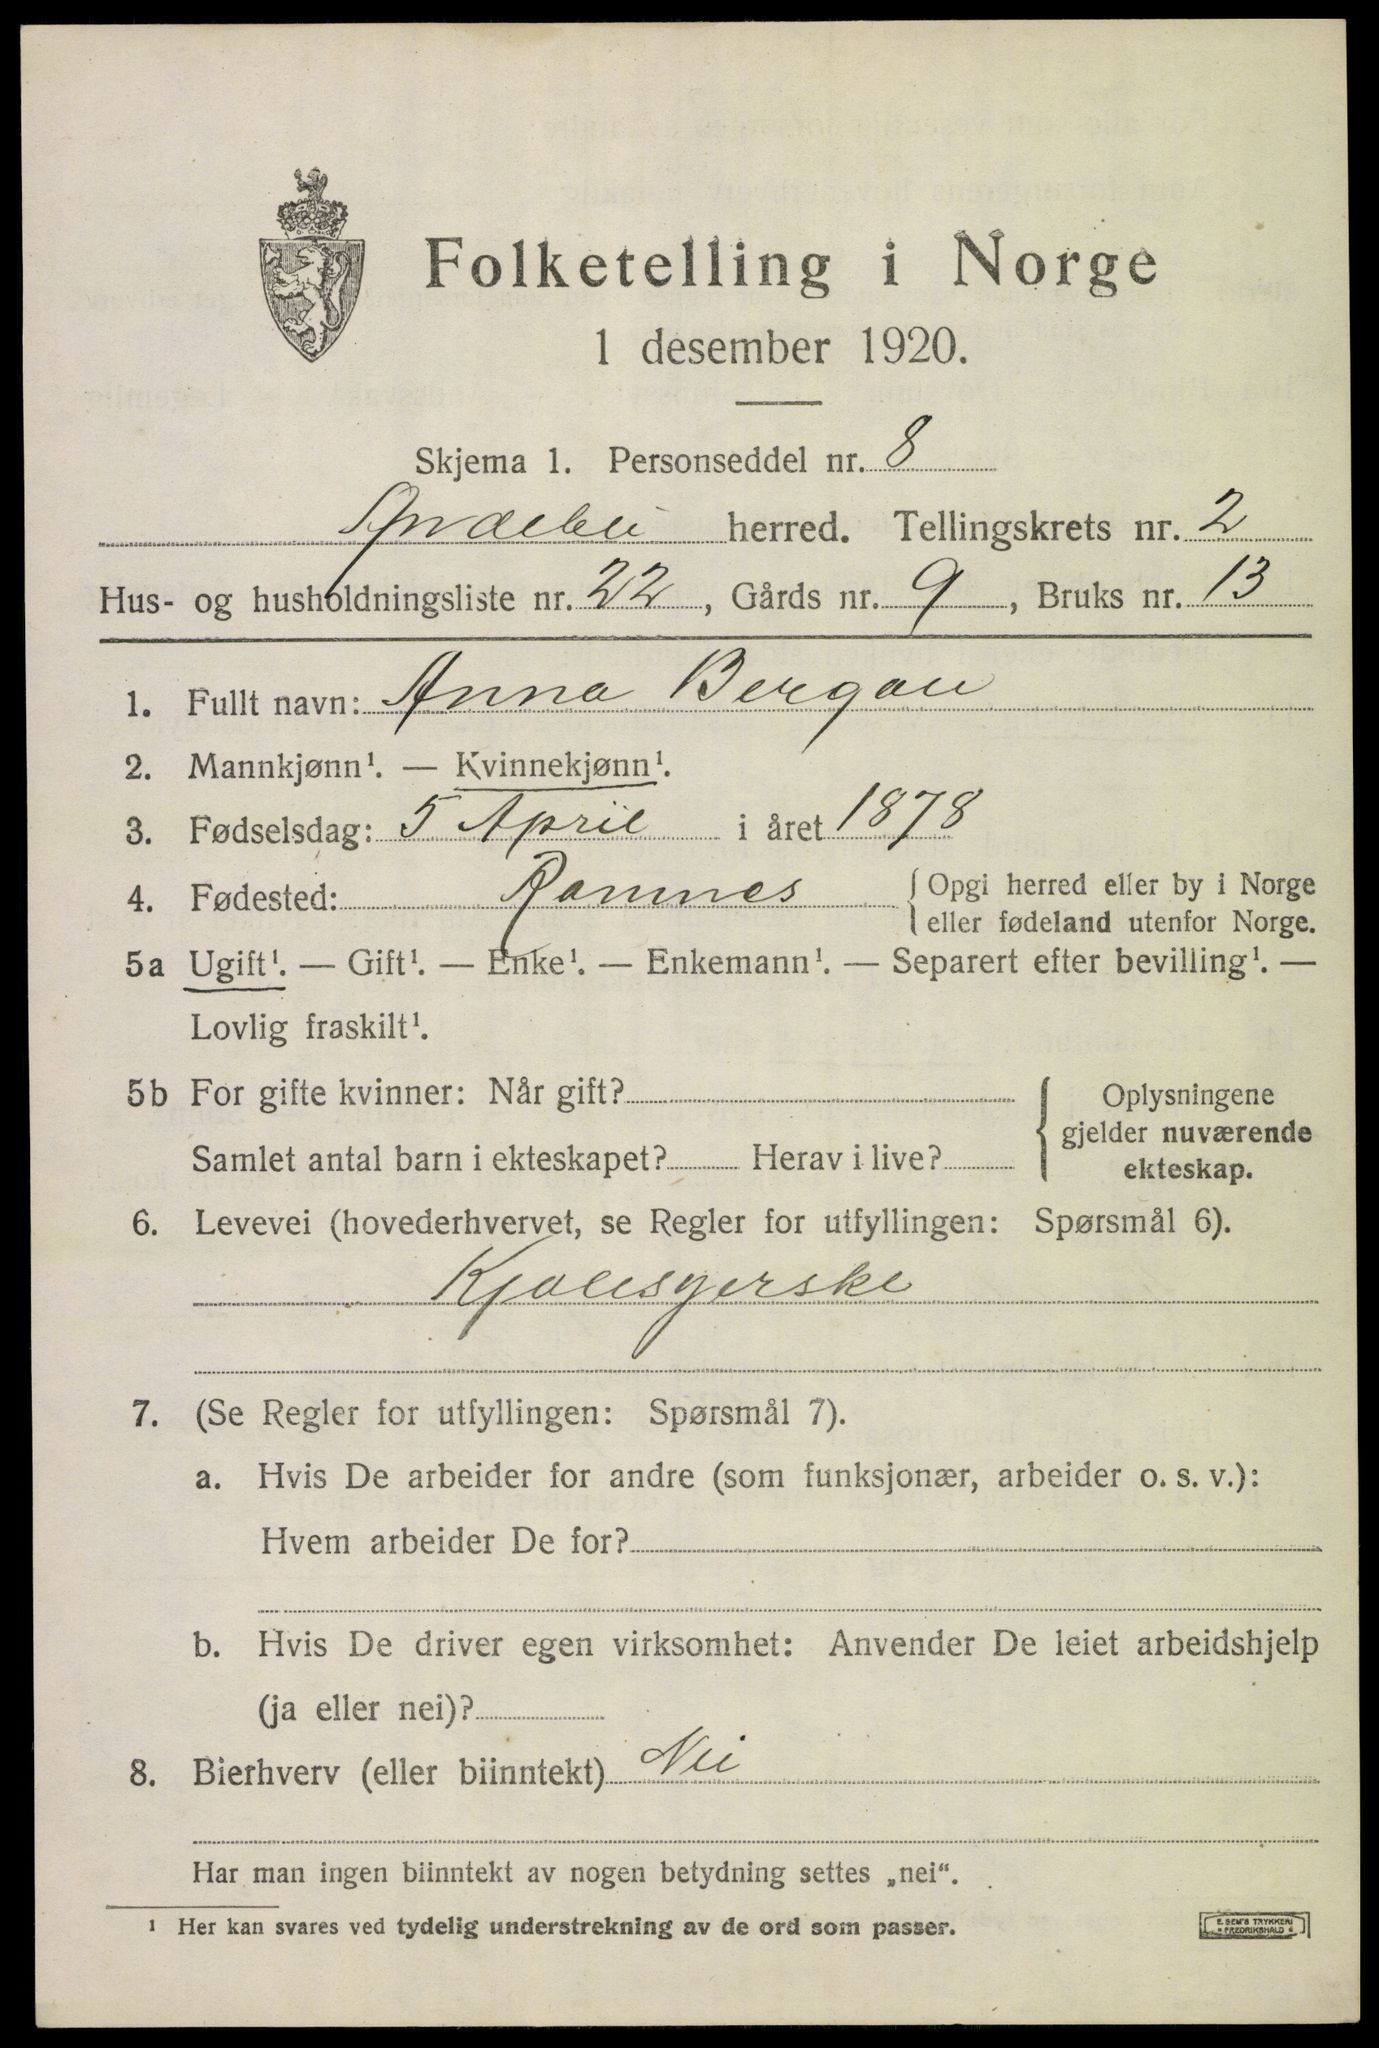 Folketelling i Norge
1 desember 1920.
Skjema 1. Personseddel nr. 8
Andebu herred. Tellingskrets nr. 2
Hus- og husholdningsliste nr. 22, Gårds nr. 9, Bruks nr. 13
1. Fullt navn: Anna Bergan
2. Mannkjønn¹. — Kvinnekjønn¹.
3. Fødselsdag: 5 April i året 1878
4. Fødested: Ramnes { Opgi herred eller by i Norge
eller fødeland utenfor Norge.
5a Ugift¹. — Gift¹. — Enke¹. — Enkemann¹. — Separert efter bevilling¹. —
Lovlig fraskilt¹.
5b For gifte kvinner: Når gift?
Samlet antal barn i ekteskapet? Herav i live?
{ Oplysningene
gjelder nuværende
ekteskap.
6. Levevei (hovederhvervet, se Regler for utfyllingen: Spørsmål 6).
Kjolesyerske
7. (Se Regler for utfyllingen: Spørsmål 7).
a. Hvis De arbeider for andre (som funksjonær, arbeider o. s. v.):
Hvem arbeider De for?
b. Hvis De driver egen virksomhet: Anvender De leiet arbeidshjelp
(ja eller nei)?
8. Bierhverv (eller biinntekt) Nei
Har man ingen biinntekt av nogen betydning settes „nei“.
¹ Her kan svares ved tydelig understrekning av de ord som passer.
E. SEM'S TRYKKERI
FREDRIKSHALD